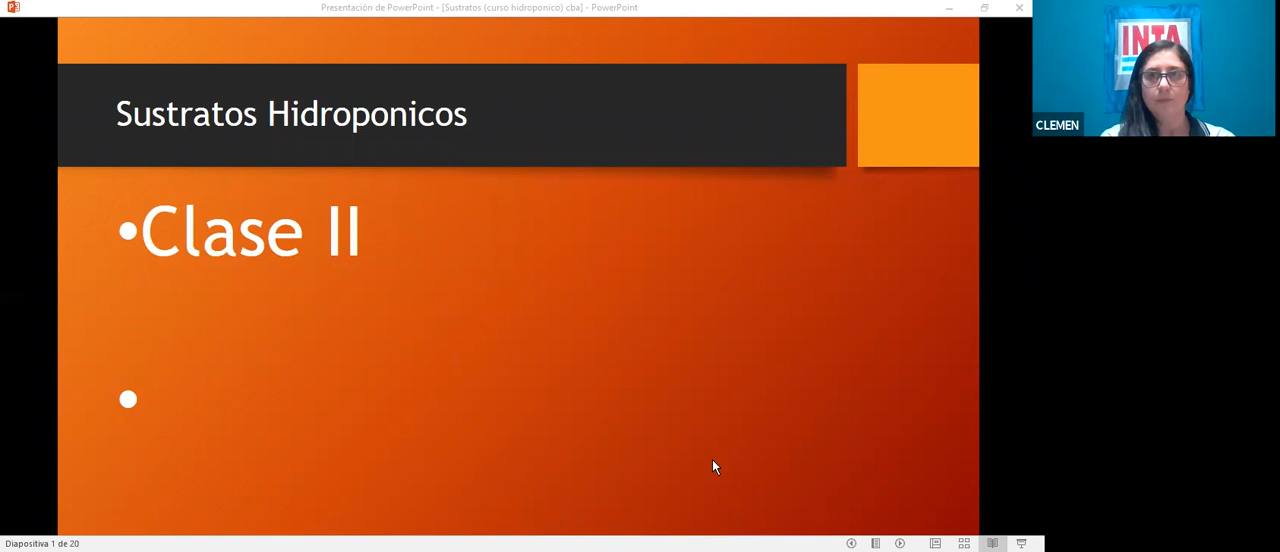 Presentación de PowerPoint - [Sustratos (curso hidroponico) cba] - PowerPoint
INTA
CLEMEN
Sustratos Hidroponicos
•Clase II
•
Diapositiva 1 de 20